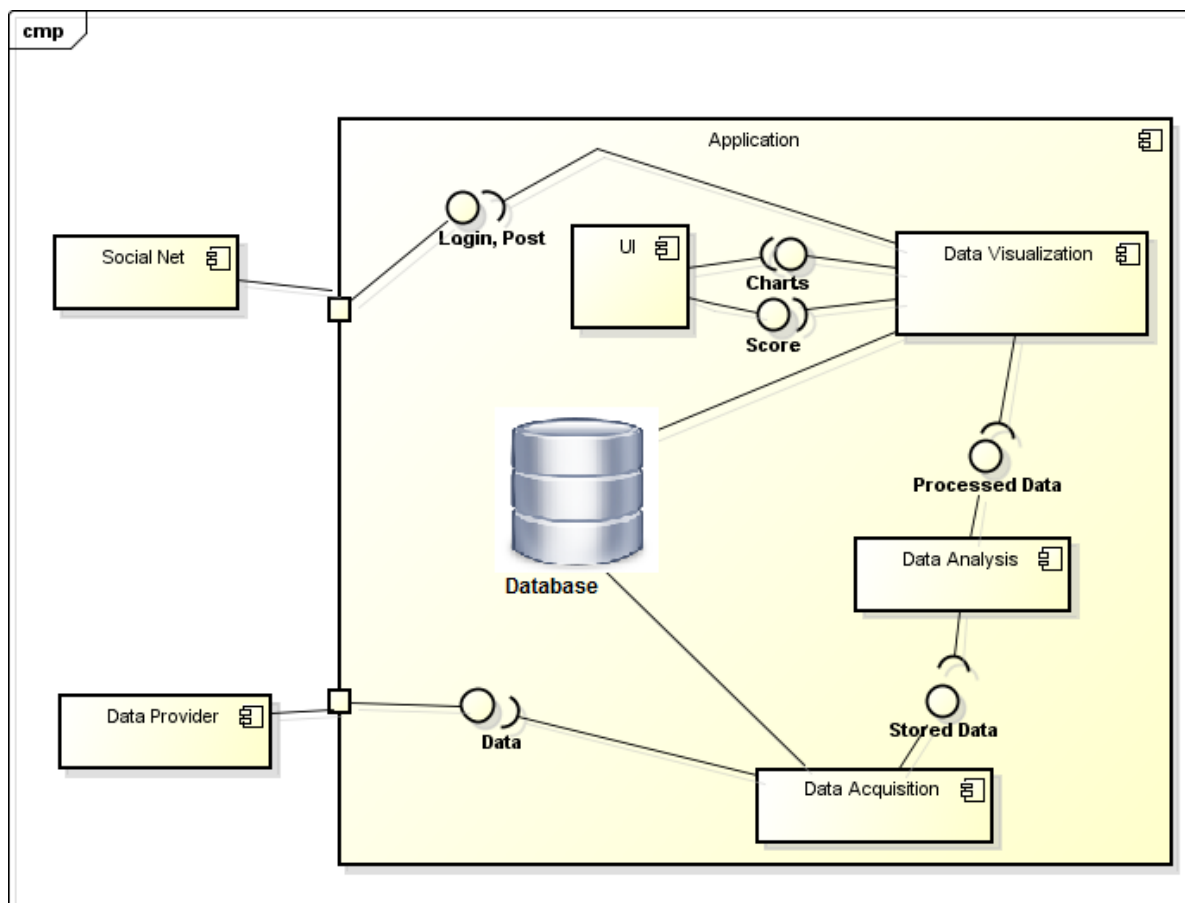 cmp
Application
Login, Post
Social Net
UI
Data Visualization
Charts
Score
Processed Data
Database
Data Analysis
Data Provider
Data
Stored Data
Data Acquisition